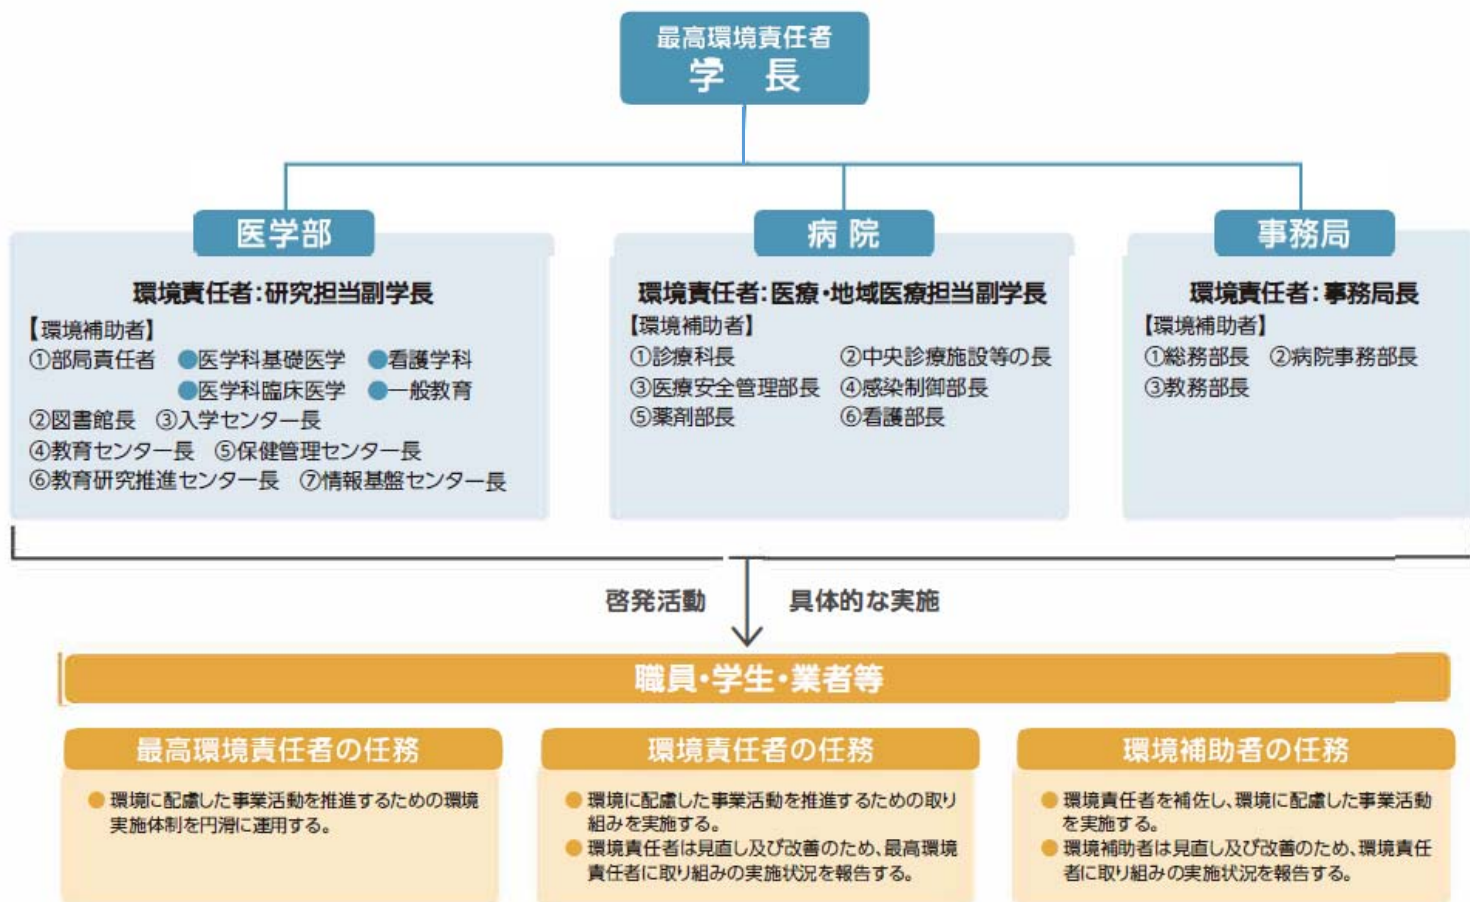 最高環境責任者
学 長
医学部
環境責任者：研究担当副学長
【環境補助者】
①部局責任者 ●医学科基礎医学 ●看護学科
●医学科臨床医学 ●一般教育
②図書館長 ③入学センター長
④教育センター長 ⑤保健管理センター長
⑥教育研究推進センター長 ⑦情報基盤センター長
病 院
環境責任者：医療・地域医療担当副学長
【環境補助者】
①診療科長 ②中央診療施設等の長
③医療安全管理部長 ④感染制御部長
⑤薬剤部長 ⑥看護部長
事務局
環境責任者：事務局長
【環境補助者】
①総務部長 ②病院事務部長
③教務部長
啓発活動 具体的な実施
職員・学生・業者等
最高環境責任者の任務
● 環境に配慮した事業活動を推進するための環境
実施体制を円滑に運用する。
環境責任者の任務
● 環境に配慮した事業活動を推進するための取り
組みを実施する。
● 環境責任者は見直し及び改善のため、最高環境
責任者に取り組みの実施状況を報告する。
環境補助者の任務
● 環境責任者を補佐し、環境に配慮した事業活動
を実施する。
● 環境補助者は見直し及び改善のため、環境責任
者に取り組みの実施状況を報告する。